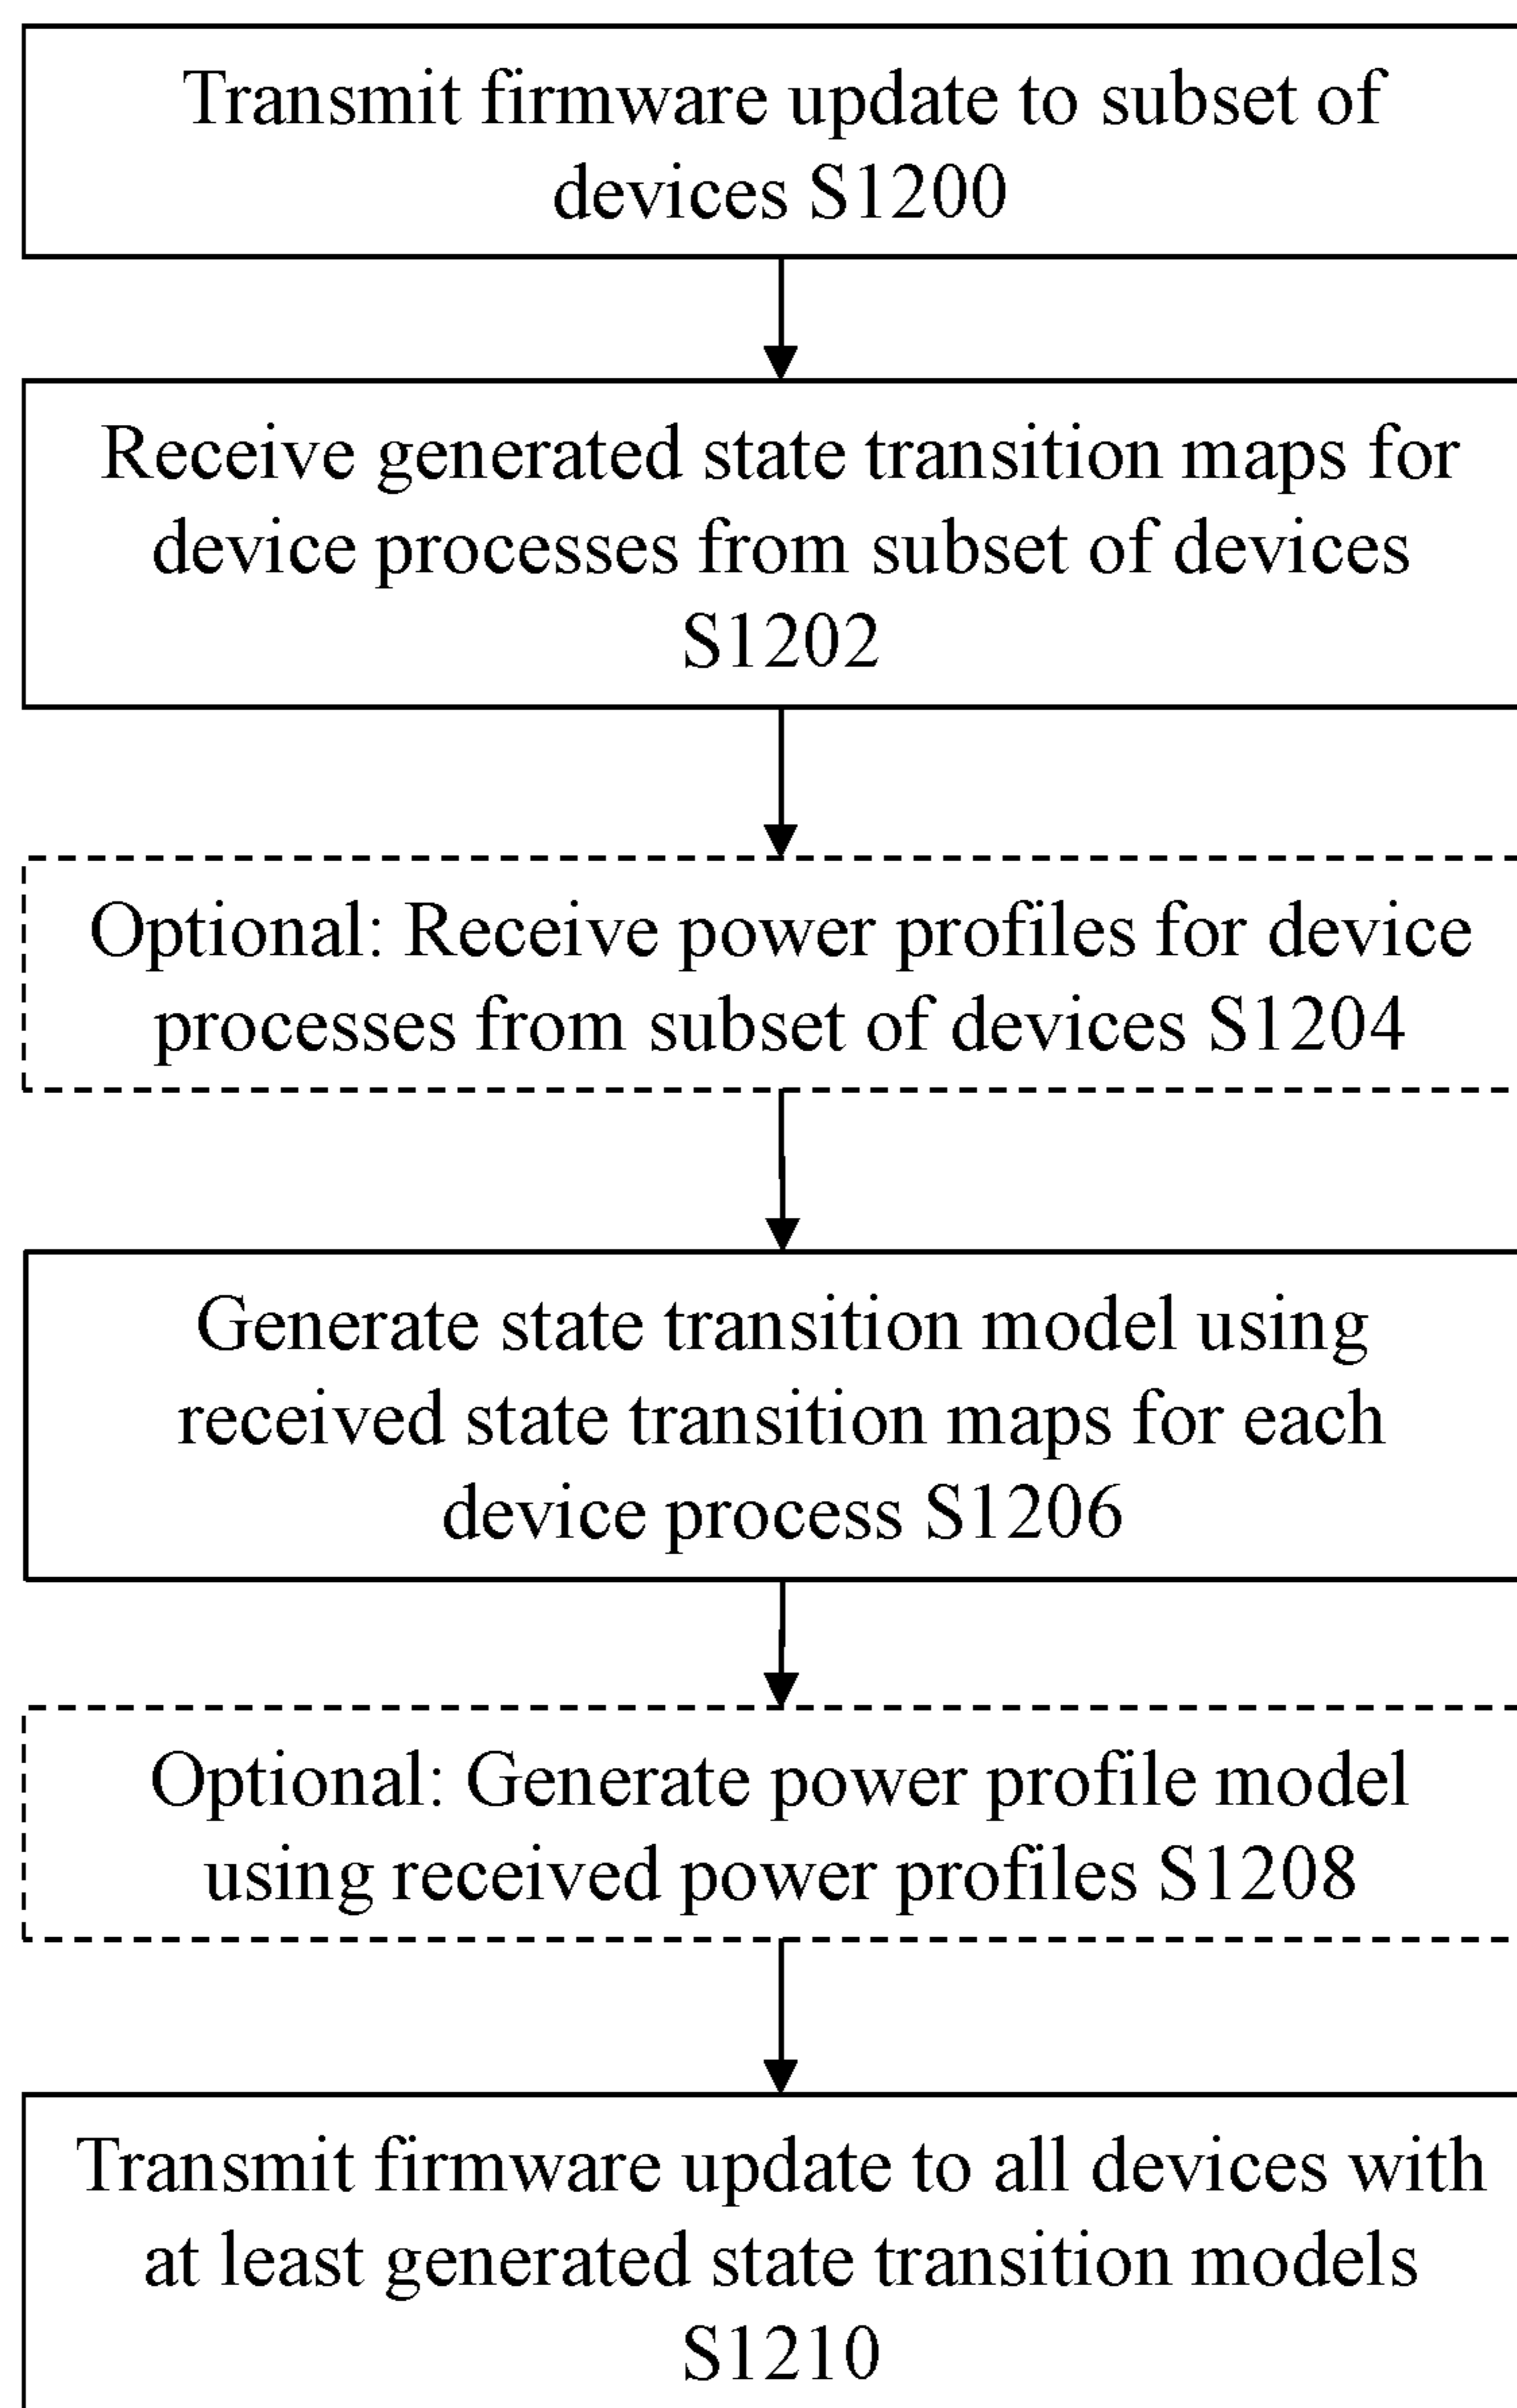 Transmit firmware update to subset of
devices S1200
Receive generated state transition maps for
device processes from subset of devices
S1202
Optional: Receive power profiles for device
processes from subset of devices S1204
Generate state transition model using
received state transition maps for each
device process S1206
Optional: Generate power profile model
using received power profiles S1208
Transmit firmware update to all devices with
at least generated state transition models
S1210